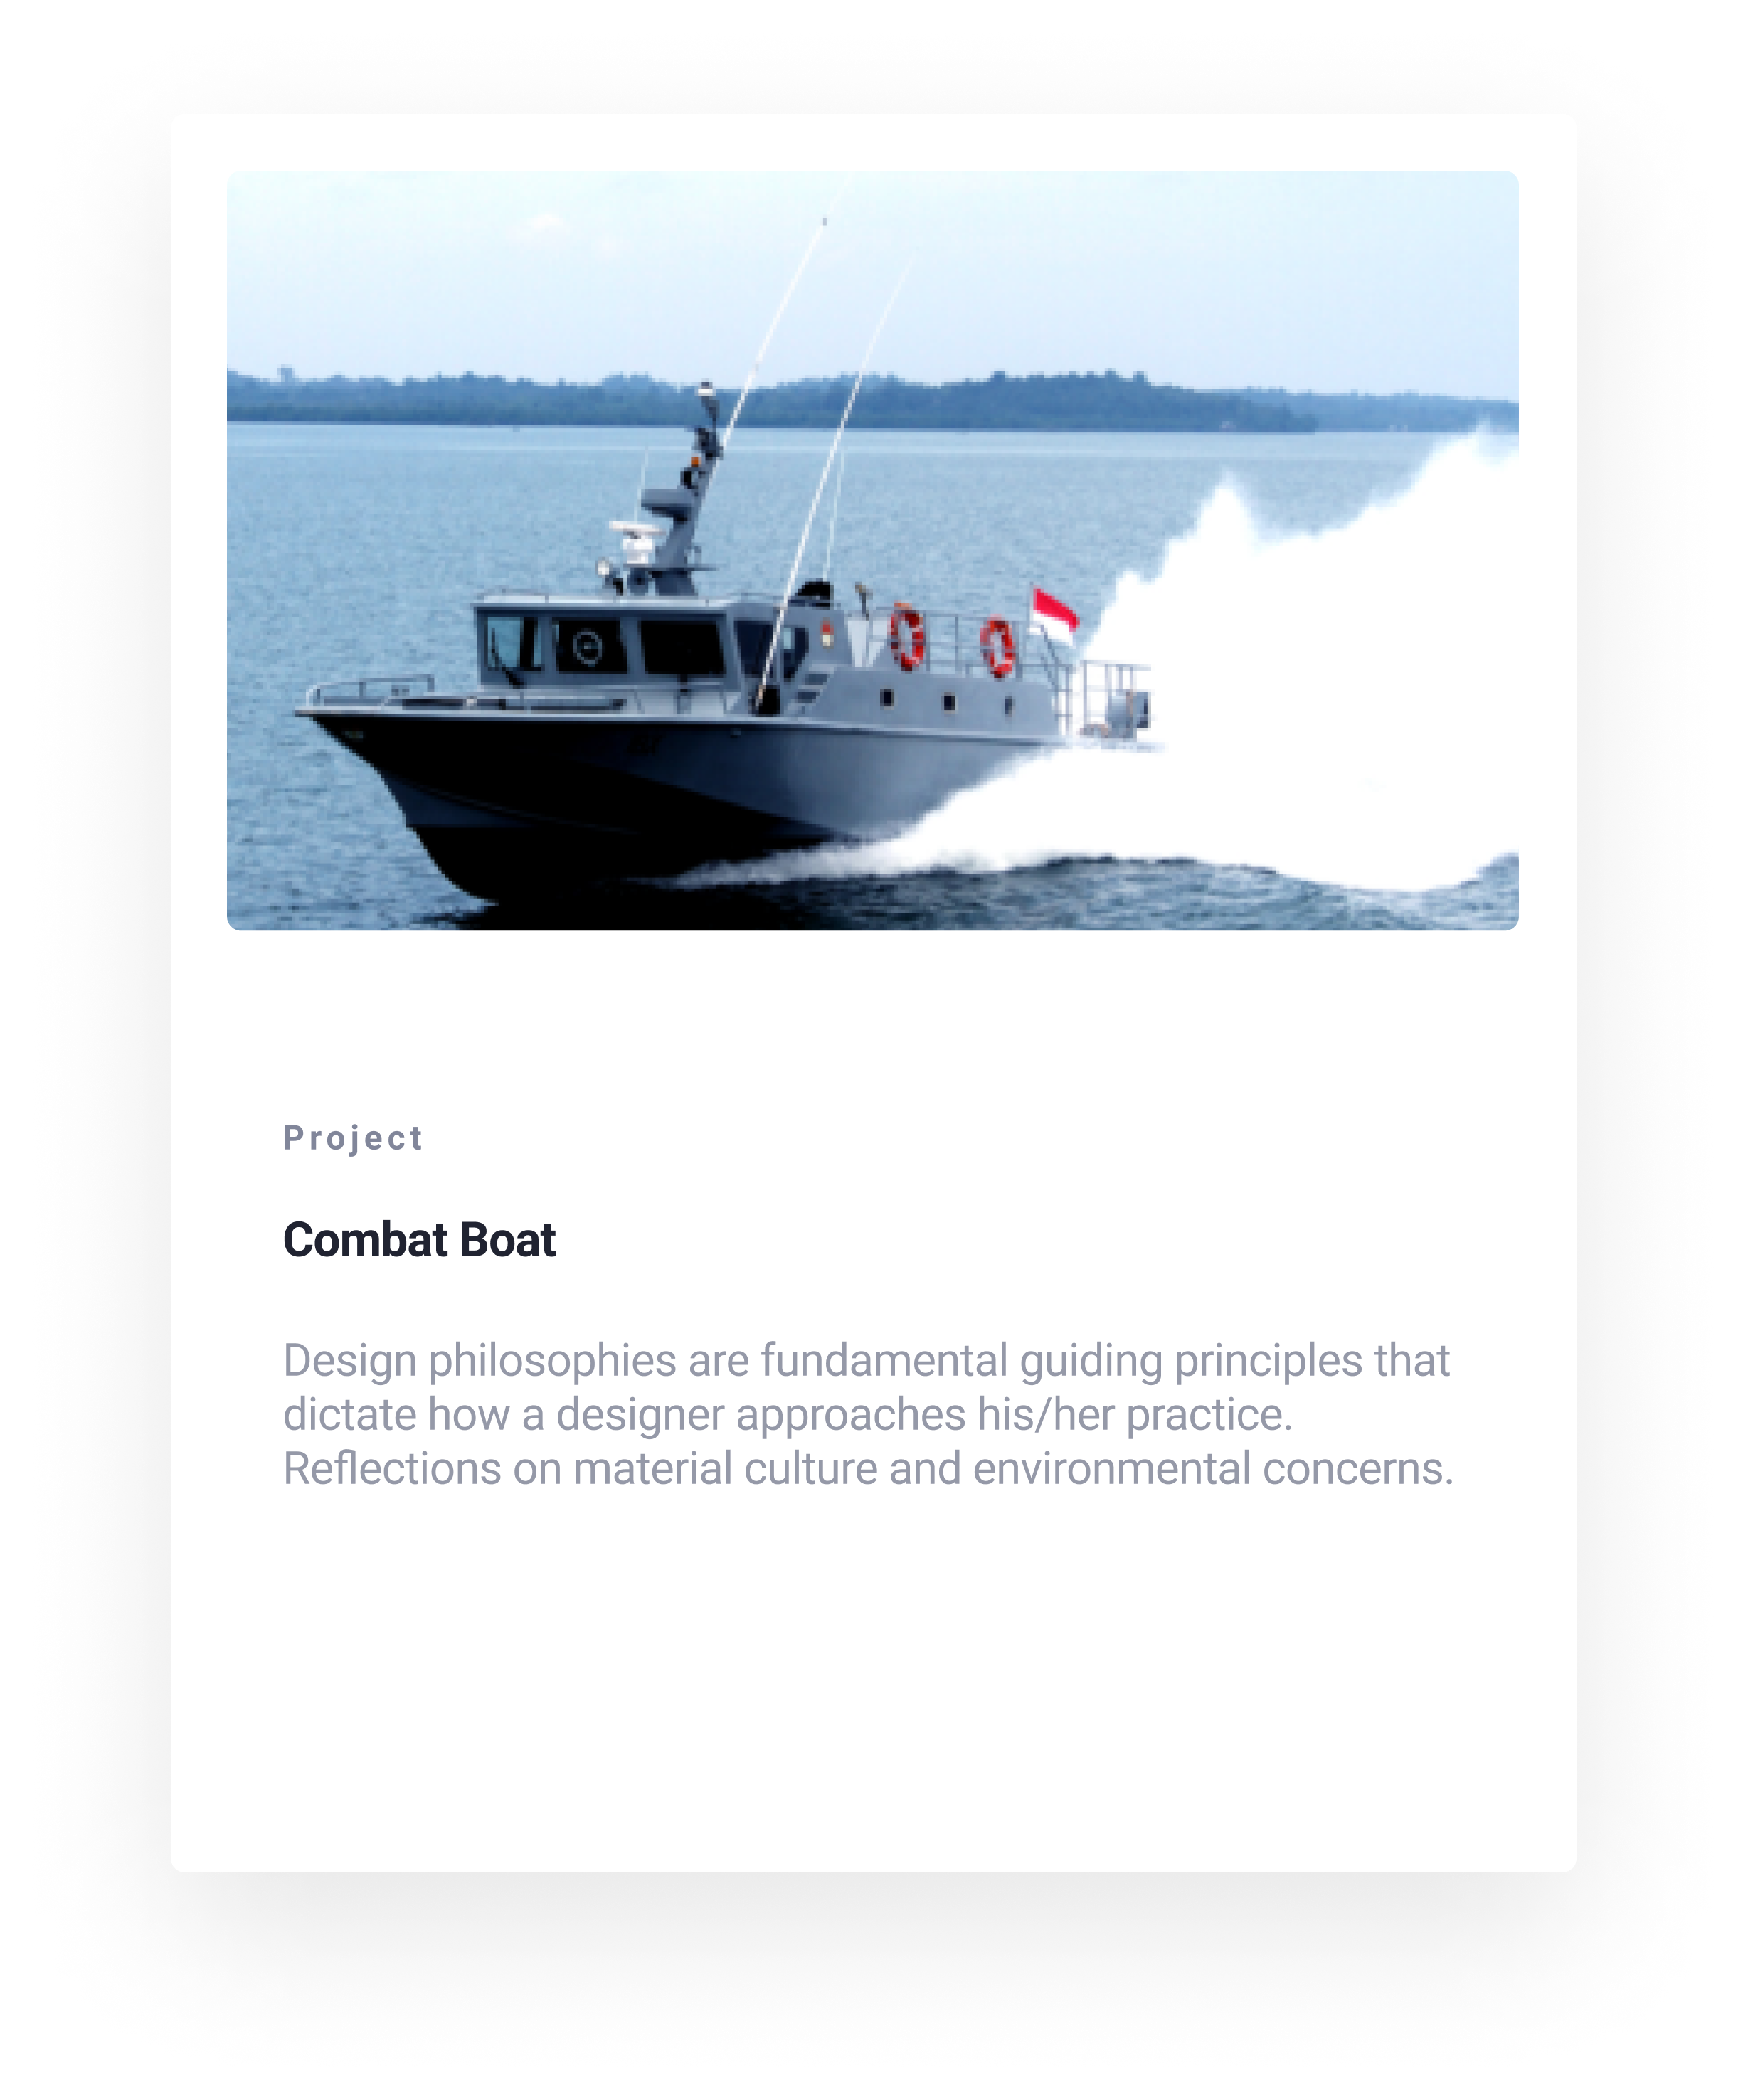 Project
Combat Boat
Design philosophies are fundamental guiding principles that
dictate how a designer approaches his/her practice.
Reflections on material culture and environmental concerns.